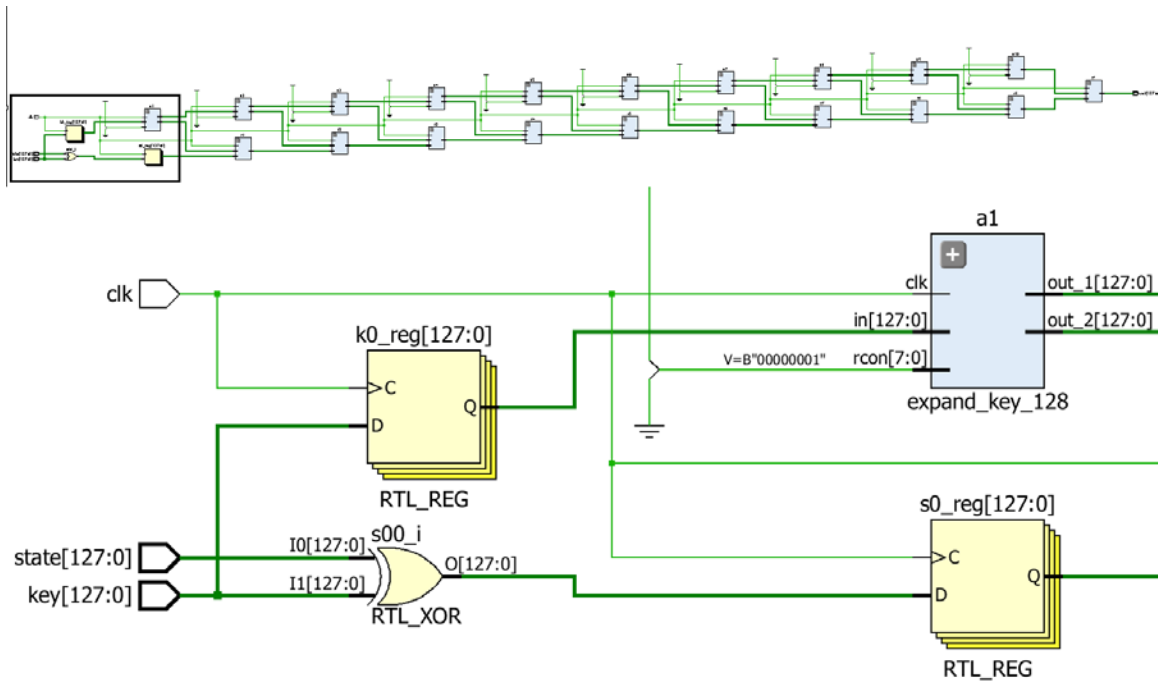 a1
clk
clk
out_1[127:0]
in[127:0]
out_2[127:0]
k0_reg[127:0]
V=B"00000001"
rcon[7:0]
C
Q
expand_key_128
D
RTL_REG
s00_i
s0_reg[127:0]
state[127:0]
I0[127:0]
O[127:0]
C
key[127:0]
I1[127:0]
Q
D
RTL_XOR
RTL_REG